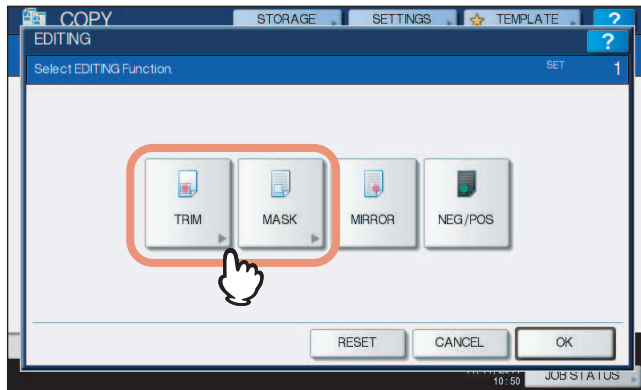 COPY STORAGE SETTINGS TEMPLATE ?
EDITING ?
Select EDITING Function. SET 1
TRIM MASK MIRROR NEG/POS
RESET CANCEL OK
10:50 JOB STATUS